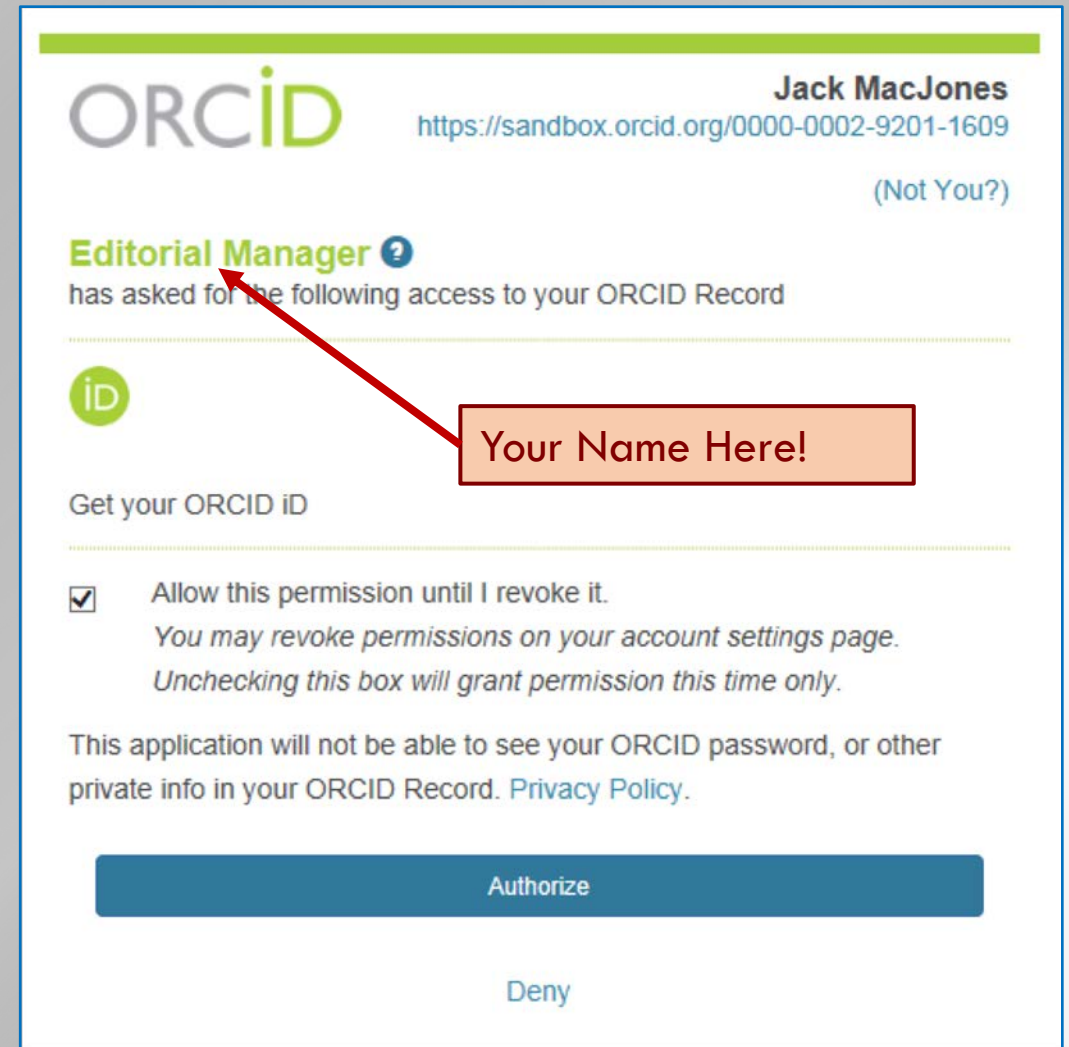 ORCiD
Jack MacJones
https://sandbox.orcid.org/0000-0002-9201-1609
(Not You?)
Editorial Manager ?
has asked for the following access to your ORCID Record
iD
Your Name Here!
Get your ORCID iD
Allow this permission until I revoke it.
You may revoke permissions on your account settings page.
Unchecking this box will grant permission this time only.
This application will not be able to see your ORCID password, or other
private info in your ORCID Record. Privacy Policy.
Authorize
Deny